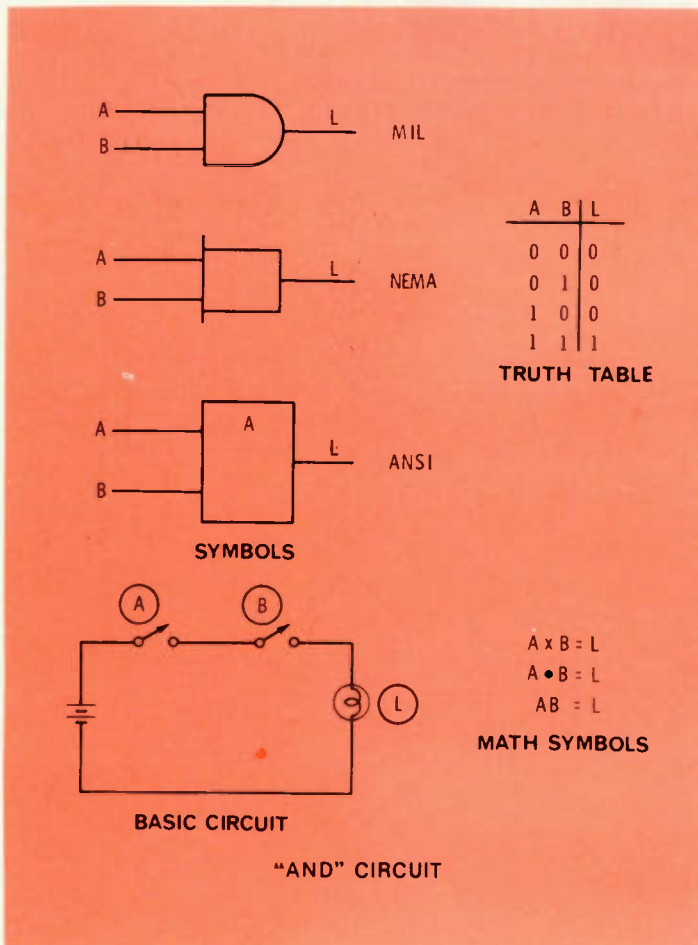 A
B
L
MIL
A
B
L
NEMA
A
B
A
L
ANSI
SYMBOLS
A B L
0 0 0
0 1 0
1 0 0
1 1 1
TRUTH TABLE
A
B
L
BASIC CIRCUIT
A x B = L
A • B = L
AB = L
MATH SYMBOLS
"AND" CIRCUIT